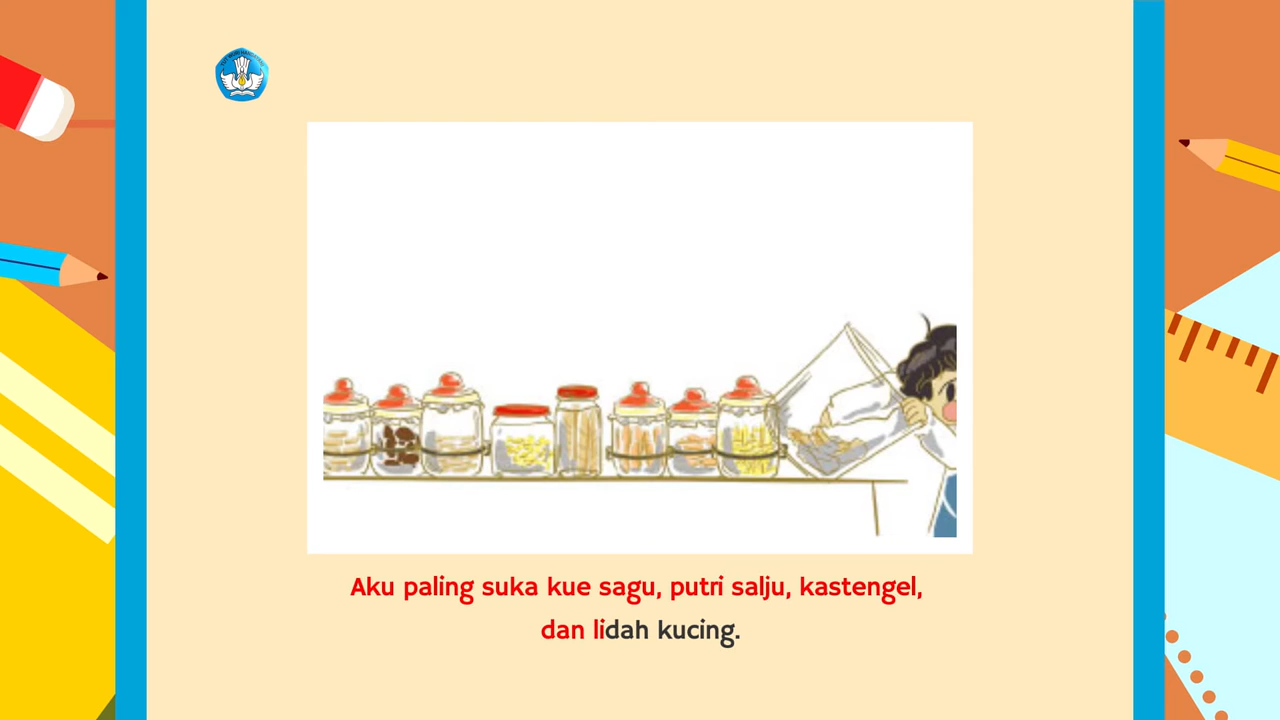 Aku paling suka kue sagu, putri salju, kastengel,
dan lidah kucing.